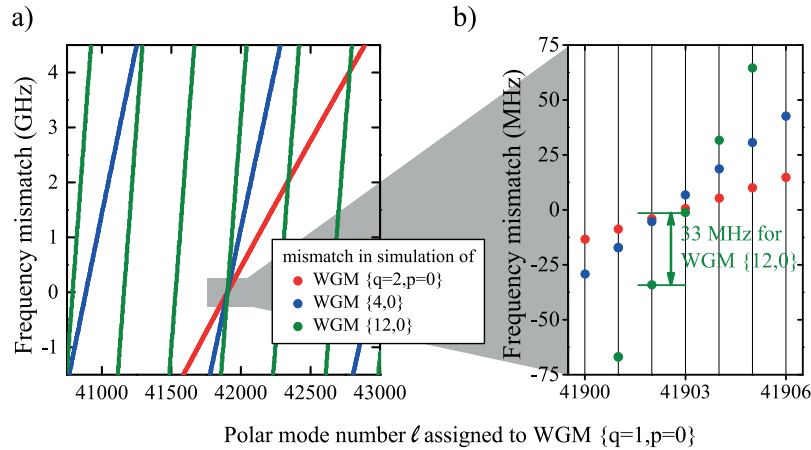 a)
Frequency mismatch (GHz)
4
3
2
1
0
-1
41000
41500
42000
42500
43000
mismatch in simulation of
WGM {q=2,p=0}
WGM {4,0}
WGM {12,0}
b)
Frequency mismatch (MHz)
75
50
25
0
-25
-50
-75
33 MHz for
WGM {12,0}
41900
41903
41906
Polar mode number ℓ assigned to WGM {q=1,p=0}